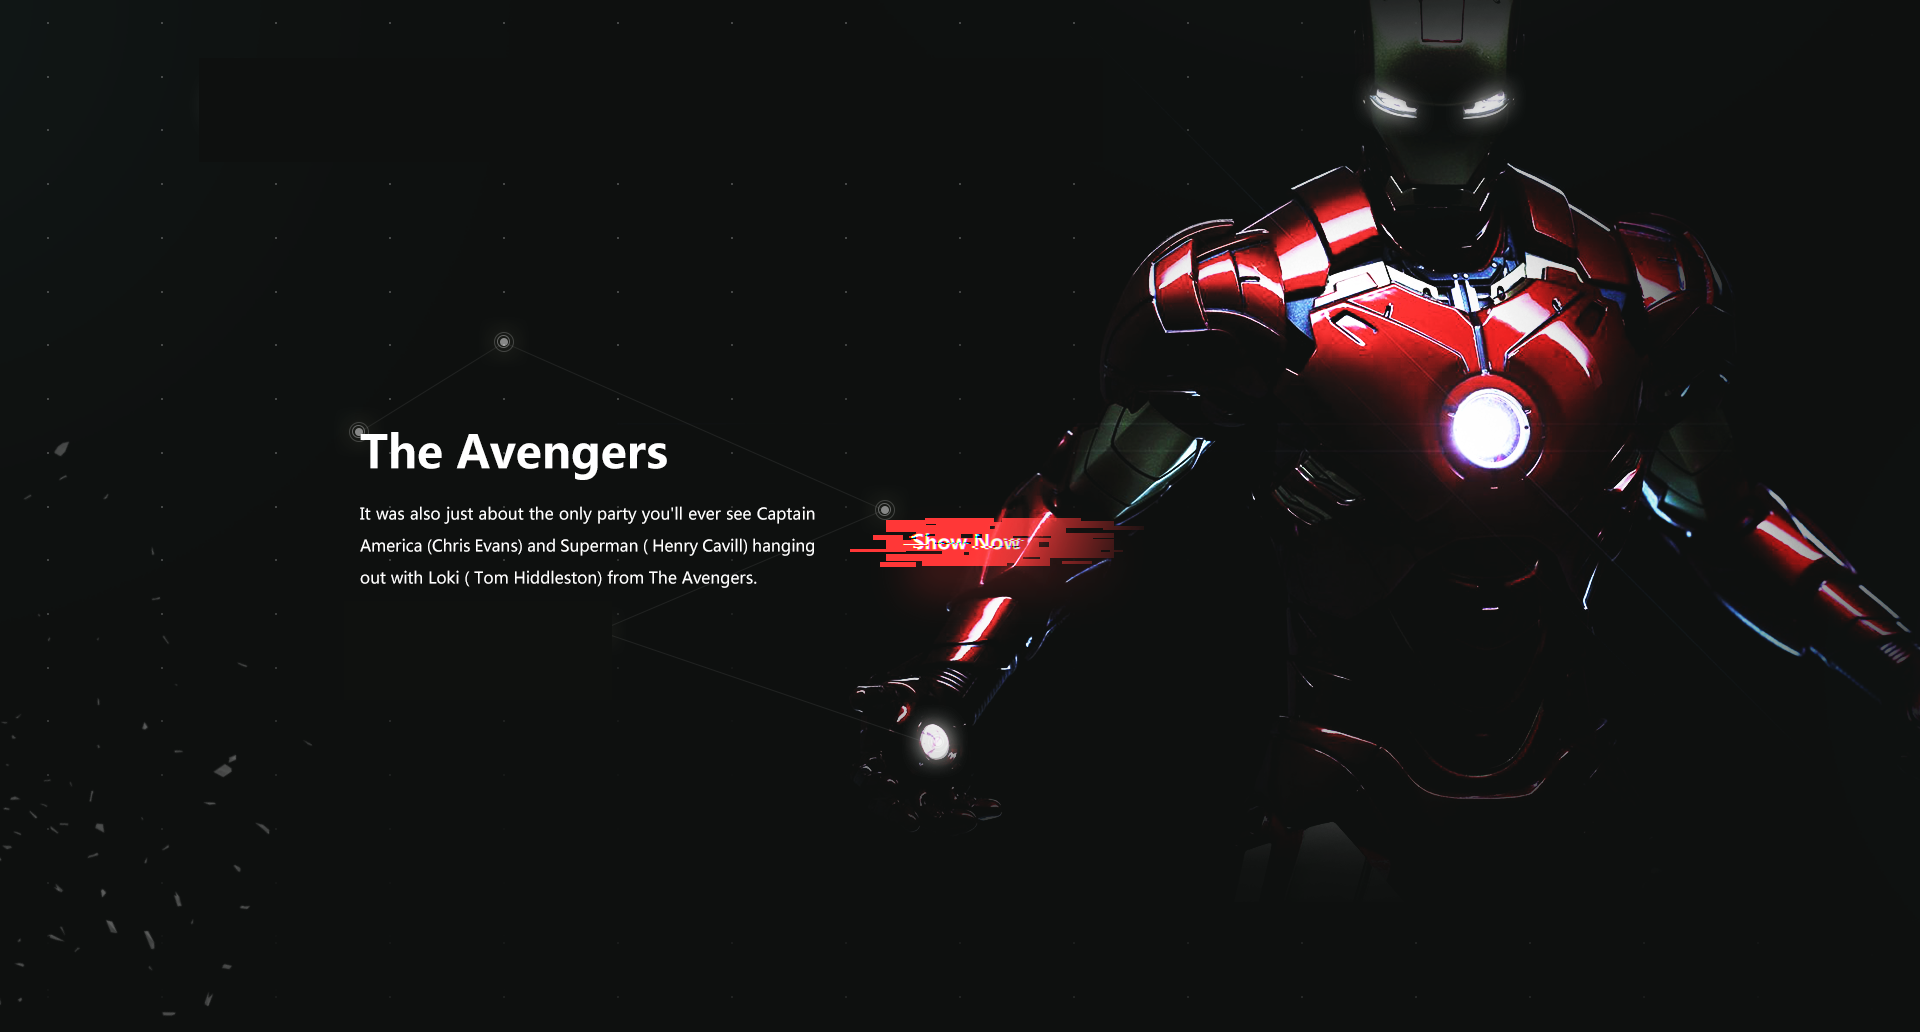 The Avengers
It was also just about the only party you'll ever see Captain
America (Chris Evans) and Superman ( Henry Cavill) hanging
out with Loki ( Tom Hiddleston) from The Avengers.
Show Now